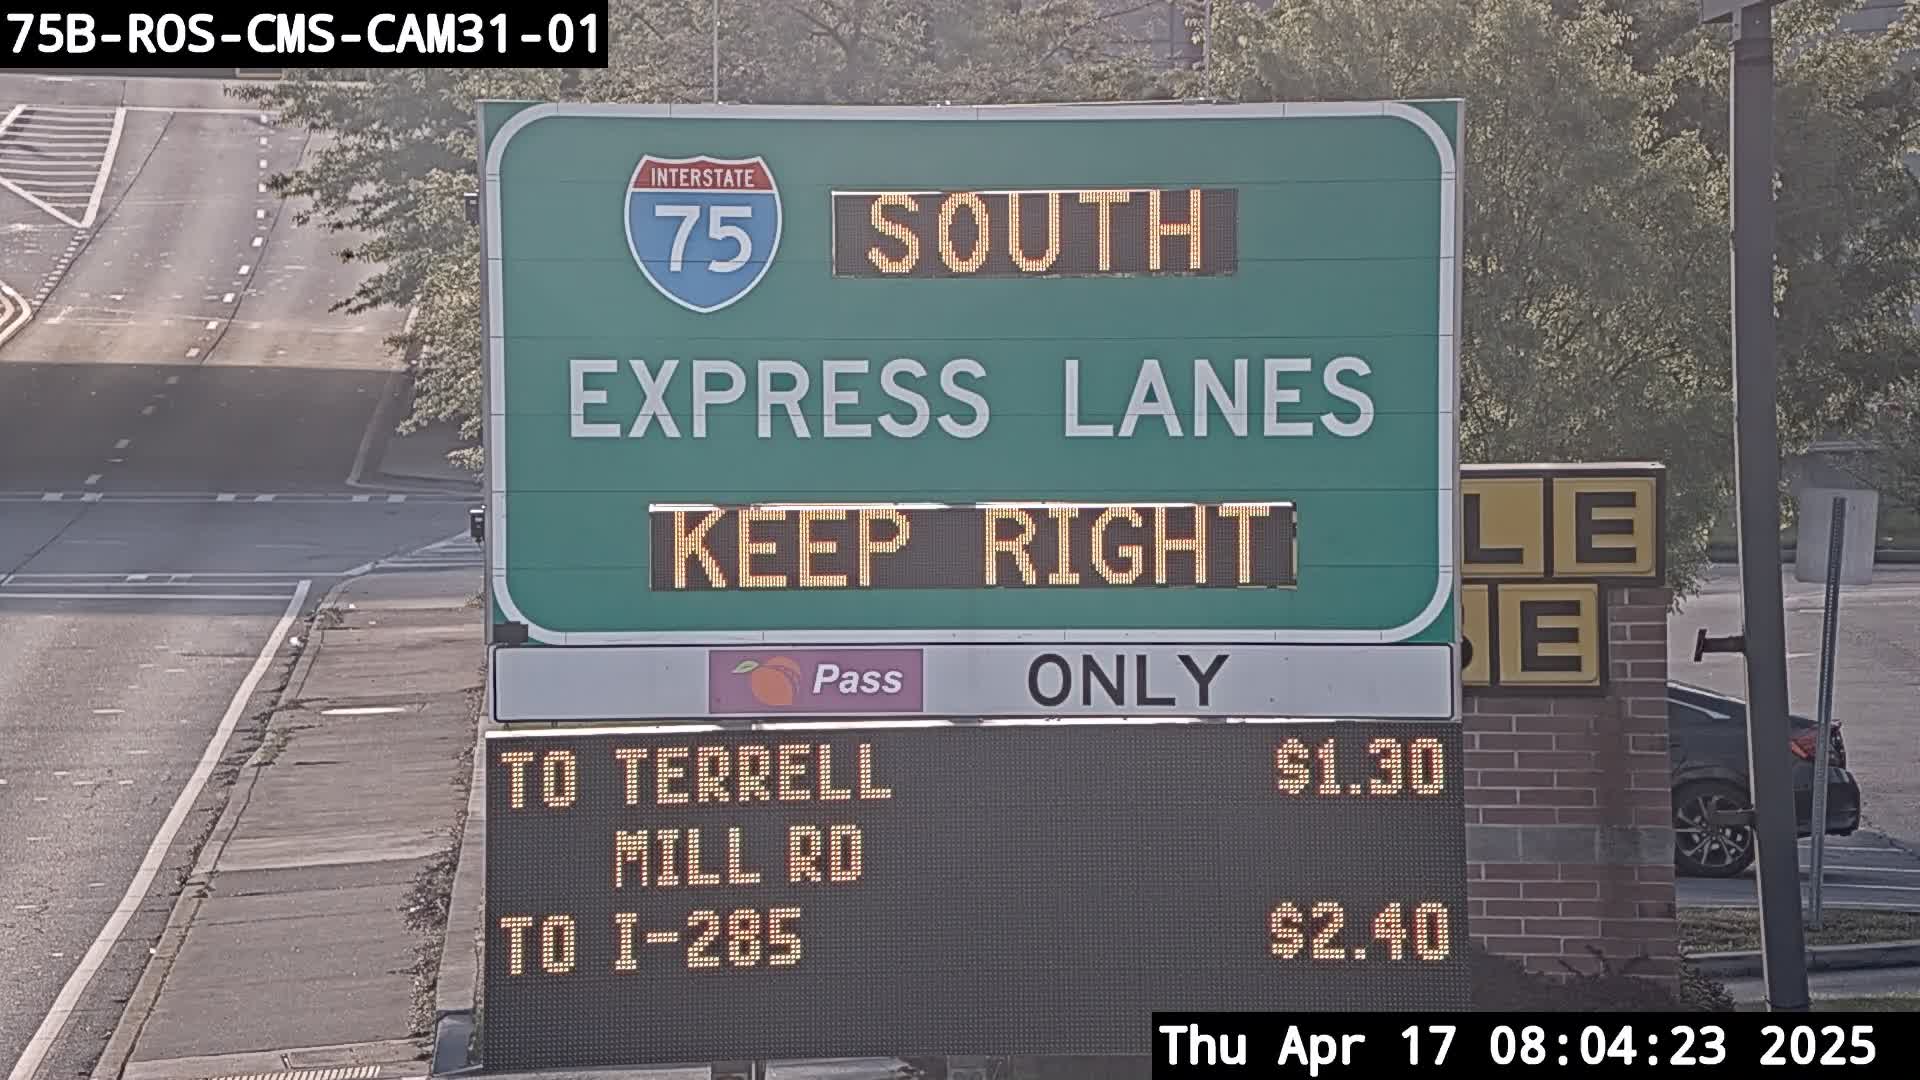 75B-ROS-CMS-CAM31-01
INTERSTATE
75
SOUTH
EXPRESS LANES
KEEP RIGHT
Pass ONLY
TO TERRELL $1.30
MILL RD
TO I-285 $2.40
LE
E
Thu Apr 17 08:04:23 2025